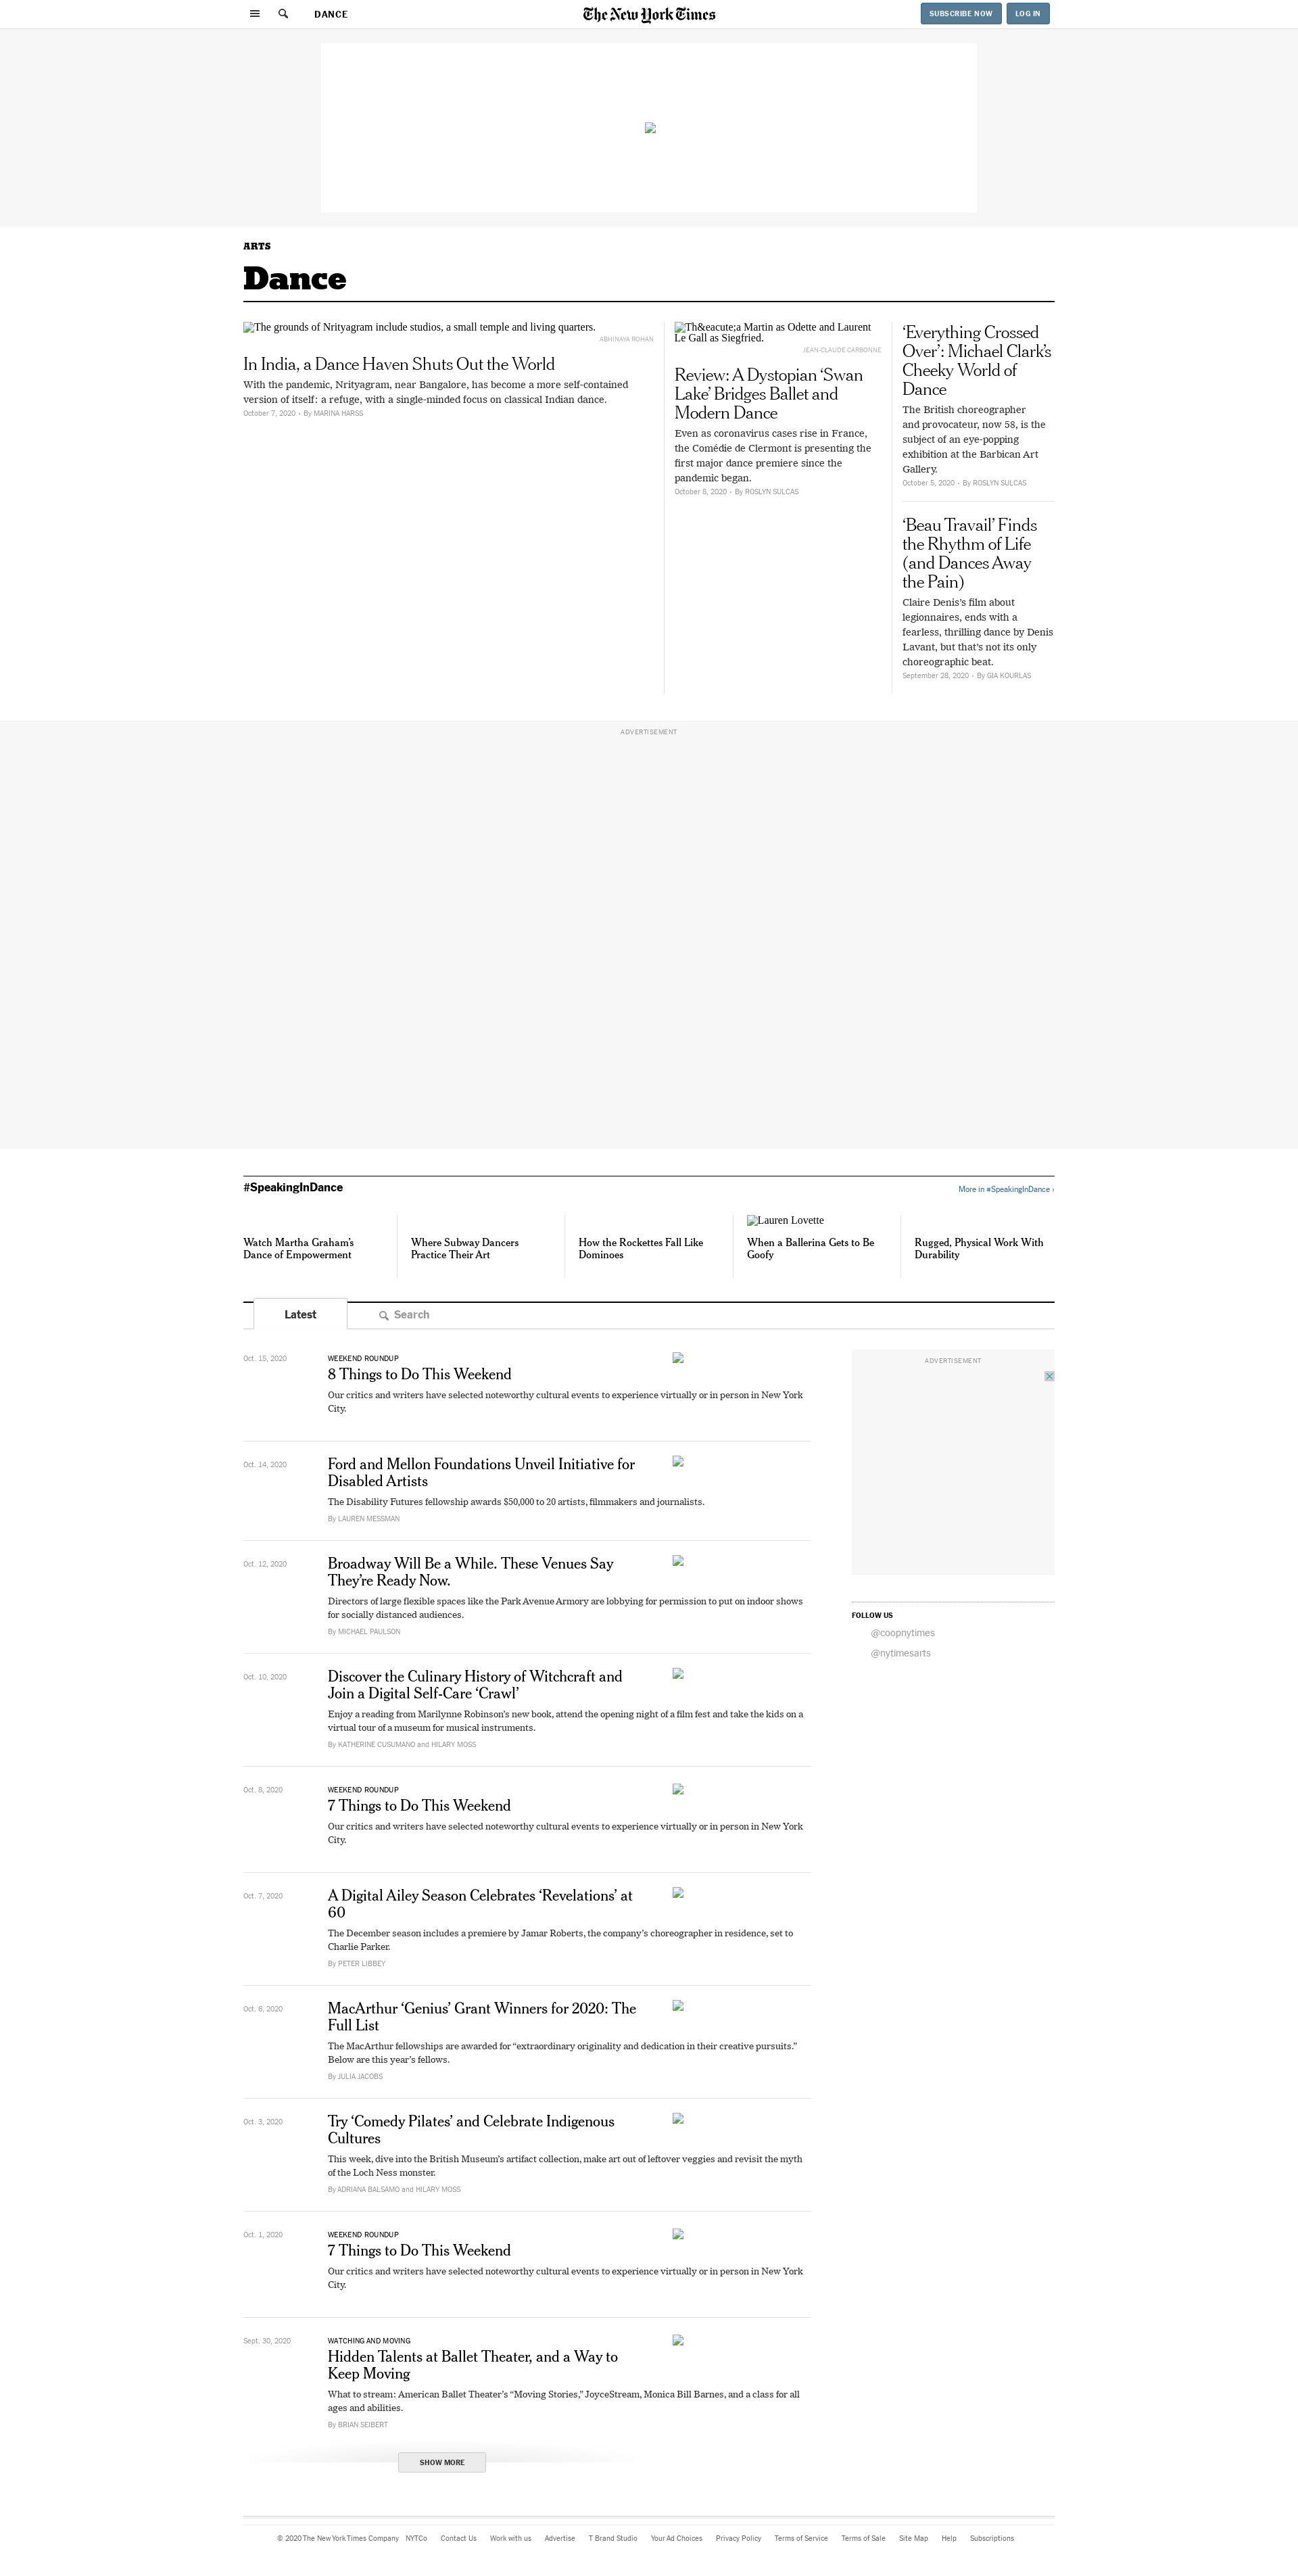 DANCE
The New York Times
SUBSCRIBE NOW
LOG IN
ARTS
Dance
The grounds of Nrityagram include studios, a small temple and living quarters.
ABHINAYA ROHAN
In India, a Dance Haven Shuts Out the World
With the pandemic, Nrityagram, near Bangalore, has become a more self-contained
version of itself: a refuge, with a single-minded focus on classical Indian dance.
October 7, 2020 - By MARINA HARSS
Th&eacute;a Martin as Odette and Laurent
Le Gall as Siegfried.
JEAN-CLAUDE CARBONNE
Review: A Dystopian ‘Swan
Lake’ Bridges Ballet and
Modern Dance
Even as coronavirus cases rise in France,
the Comédie de Clermont is presenting the
first major dance premiere since the
pandemic began.
October 8, 2020 - By ROSLYN SULCAS
‘Everything Crossed
Over’: Michael Clark’s
Cheeky World of
Dance
The British choreographer
and provocateur, now 58, is the
subject of an eye-popping
exhibition at the Barbican Art
Gallery.
October 5, 2020 - By ROSLYN SULCAS
‘Beau Travail’ Finds
the Rhythm of Life
(and Dances Away
the Pain)
Claire Denis’s film about
legionnaires, ends with a
fearless, thrilling dance by Denis
Lavant, but that’s not its only
choreographic beat.
September 28, 2020 - By GIA KOURLAS
ADVERTISEMENT
#SpeakingInDance
More in #SpeakingInDance ›
Watch Martha Graham’s
Dance of Empowerment
Where Subway Dancers
Practice Their Art
How the Rockettes Fall Like
Dominoes
Lauren Lovette
When a Ballerina Gets to Be
Goofy
Rugged, Physical Work With
Durability
Latest
Search
Oct. 15, 2020
WEEKEND ROUNDUP
8 Things to Do This Weekend
Our critics and writers have selected noteworthy cultural events to experience virtually or in person in New York
City.
Oct. 14, 2020
Ford and Mellon Foundations Unveil Initiative for
Disabled Artists
The Disability Futures fellowship awards $50,000 to 20 artists, filmmakers and journalists.
By LAUREN MESSMAN
Oct. 12, 2020
Broadway Will Be a While. These Venues Say
They’re Ready Now.
Directors of large flexible spaces like the Park Avenue Armory are lobbying for permission to put on indoor shows
for socially distanced audiences.
By MICHAEL PAULSON
Oct. 10, 2020
Discover the Culinary History of Witchcraft and
Join a Digital Self-Care ‘Crawl’
Enjoy a reading from Marilynne Robinson’s new book, attend the opening night of a film fest and take the kids on a
virtual tour of a museum for musical instruments.
By KATHERINE CUSUMANO and HILARY MOSS
Oct. 8, 2020
WEEKEND ROUNDUP
7 Things to Do This Weekend
Our critics and writers have selected noteworthy cultural events to experience virtually or in person in New York
City.
Oct. 7, 2020
A Digital Ailey Season Celebrates ‘Revelations’ at
60
The December season includes a premiere by Jamar Roberts, the company’s choreographer in residence, set to
Charlie Parker.
By PETER LIBBEY
Oct. 6, 2020
MacArthur ‘Genius’ Grant Winners for 2020: The
Full List
The MacArthur fellowships are awarded for “extraordinary originality and dedication in their creative pursuits.”
Below are this year’s fellows.
By JULIA JACOBS
Oct. 3, 2020
Try ‘Comedy Pilates’ and Celebrate Indigenous
Cultures
This week, dive into the British Museum’s artifact collection, make art out of leftover veggies and revisit the myth
of the Loch Ness monster.
By ADRIANA BALSAMO and HILARY MOSS
Oct. 1, 2020
WEEKEND ROUNDUP
7 Things to Do This Weekend
Our critics and writers have selected noteworthy cultural events to experience virtually or in person in New York
City.
Sept. 30, 2020
WATCHING AND MOVING
Hidden Talents at Ballet Theater, and a Way to
Keep Moving
What to stream: American Ballet Theater’s “Moving Stories,” JoyceStream, Monica Bill Barnes, and a class for all
ages and abilities.
By BRIAN SEIBERT
SHOW MORE
ADVERTISEMENT
FOLLOW US
@coopnytimes
@nytimesarts
© 2020 The New York Times Company NYTCo Contact Us Work with us Advertise T Brand Studio Your Ad Choices Privacy Policy Terms of Service Terms of Sale Site Map Help Subscriptions